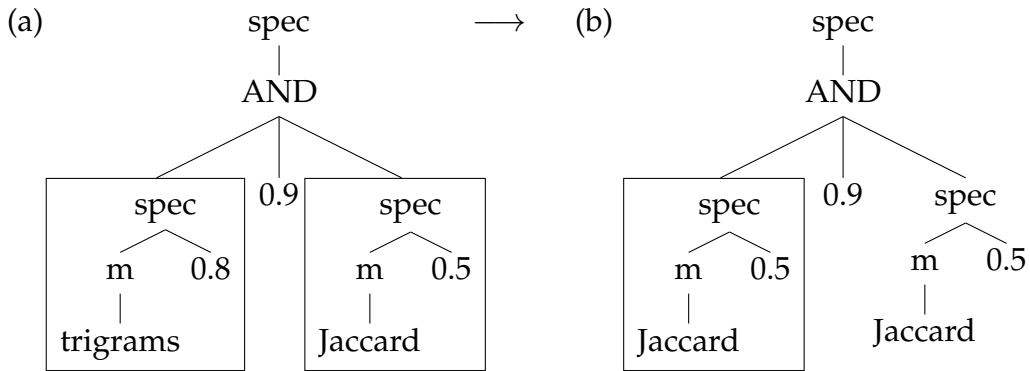 (a) spec ⟶ (b) spec
AND AND
0.9 0.9
spec spec spec spec
m 0.8 m 0.5 m 0.5 m 0.5
trigrams Jaccard Jaccard Jaccard